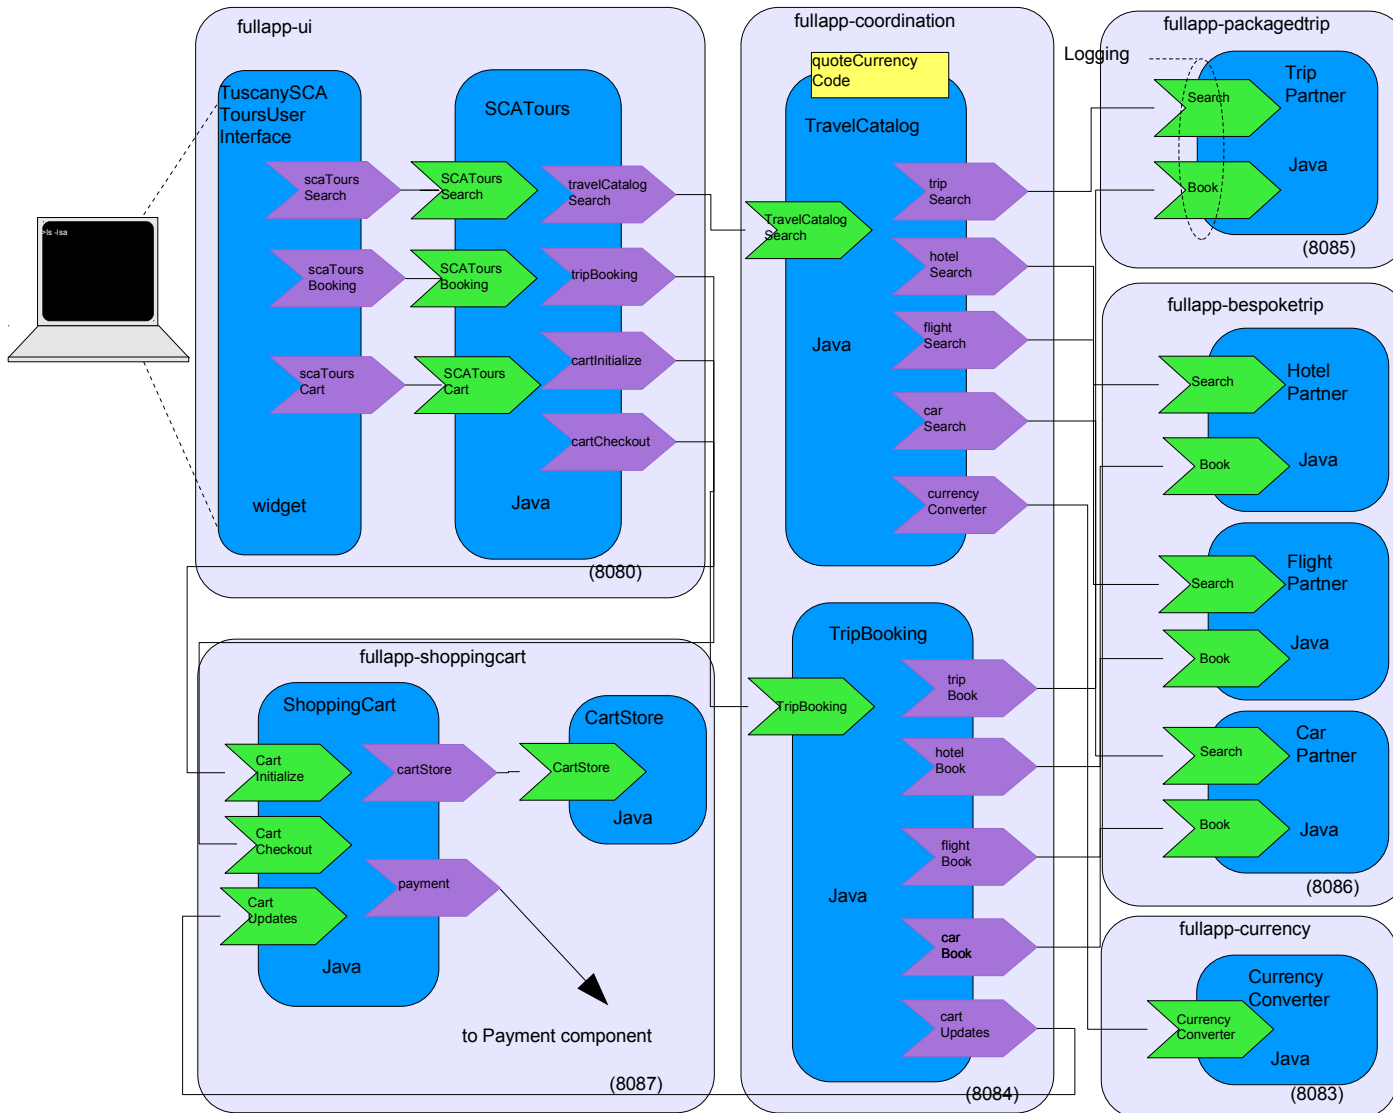 fullapp-ui
TuscanySCA
ToursUser
Interface
scaTours
Search
scaTours
Booking
scaTours
Cart
widget
SCATours
SCATours
Search
SCATours
Booking
SCATours
Cart
travelCatalog
Search
tripBooking
cartInitialize
cartCheckout
Java
(8080)
>ls -lsa
fullapp-shoppingcart
ShoppingCart
Cart
Initialize
Cart
Checkout
Cart
Updates
cartStore
payment
Java
CartStore
CartStore
Java
to Payment component
(8087)
fullapp-coordination
quoteCurrency
Code
TravelCatalog
TravelCatalog
Search
Java
trip
Search
hotel
Search
flight
Search
car
Search
currency
Converter
TripBooking
TripBooking
Java
trip
Book
hotel
Book
flight
Book
car
Book
cart
Updates
(8084)
fullapp-packagedtrip
Logging
Search
Book
Trip
Partner
Java
(8085)
fullapp-bespoketrip
Search
Book
Hotel
Partner
Java
Search
Book
Flight
Partner
Java
Search
Book
Car
Partner
Java
(8086)
fullapp-currency
Currency
Converter
Currency
Converter
Java
(8083)